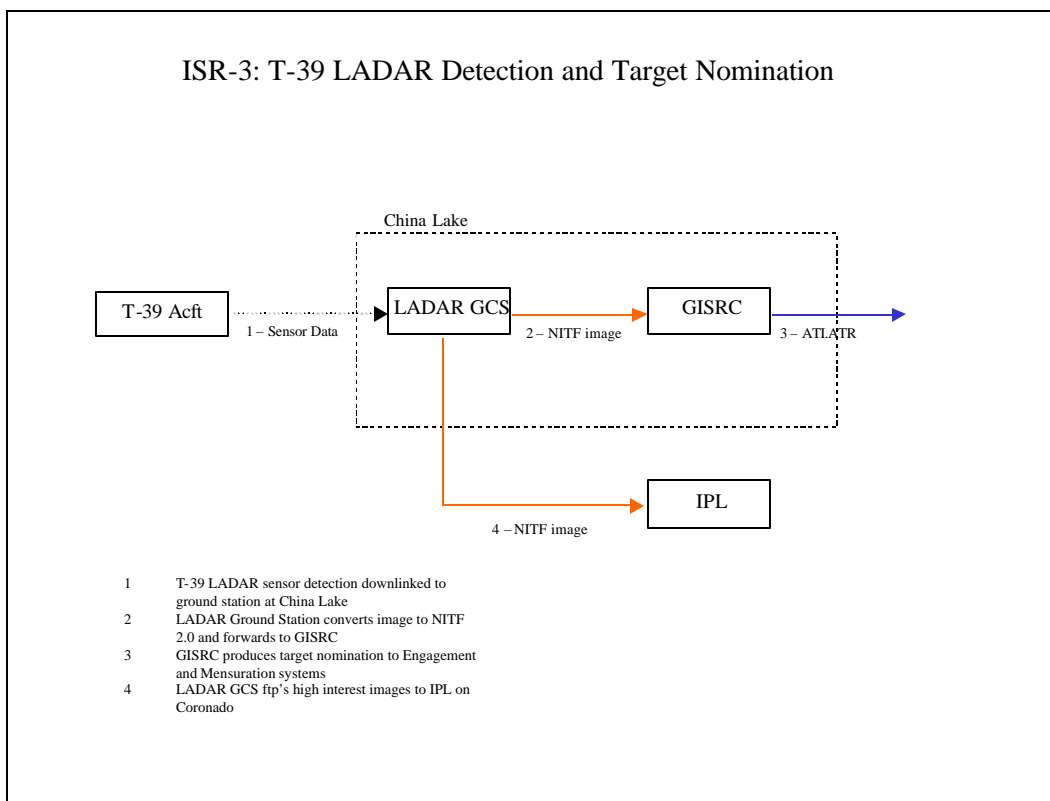 ISR-3: T-39 LADAR Detection and Target Nomination
China Lake
T-39 Acft
1 – Sensor Data
LADAR GCS
2 – NITF image
GISRC
3 – ATI.ATR
IPL
4 – NITF image
1 T-39 LADAR sensor detection downlinked to
ground station at China Lake
2 LADAR Ground Station converts image to NITF
2.0 and forwards to GISRC
3 GISRC produces target nomination to Engagement
and Mensuration systems
4 LADAR GCS ftp's high interest images to IPL on
Coronado